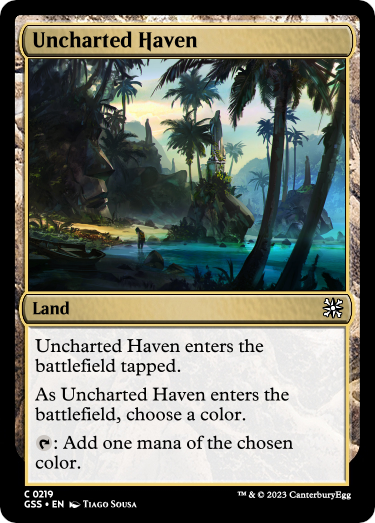 Uncharted Haven
Land
Uncharted Haven enters the
battlefield tapped.
As Uncharted Haven enters the
battlefield, choose a color.
: Add one mana of the chosen
color.
C 0219
GSS • EN Tiago Sousa
™ & © 2023 CanterburyEgg